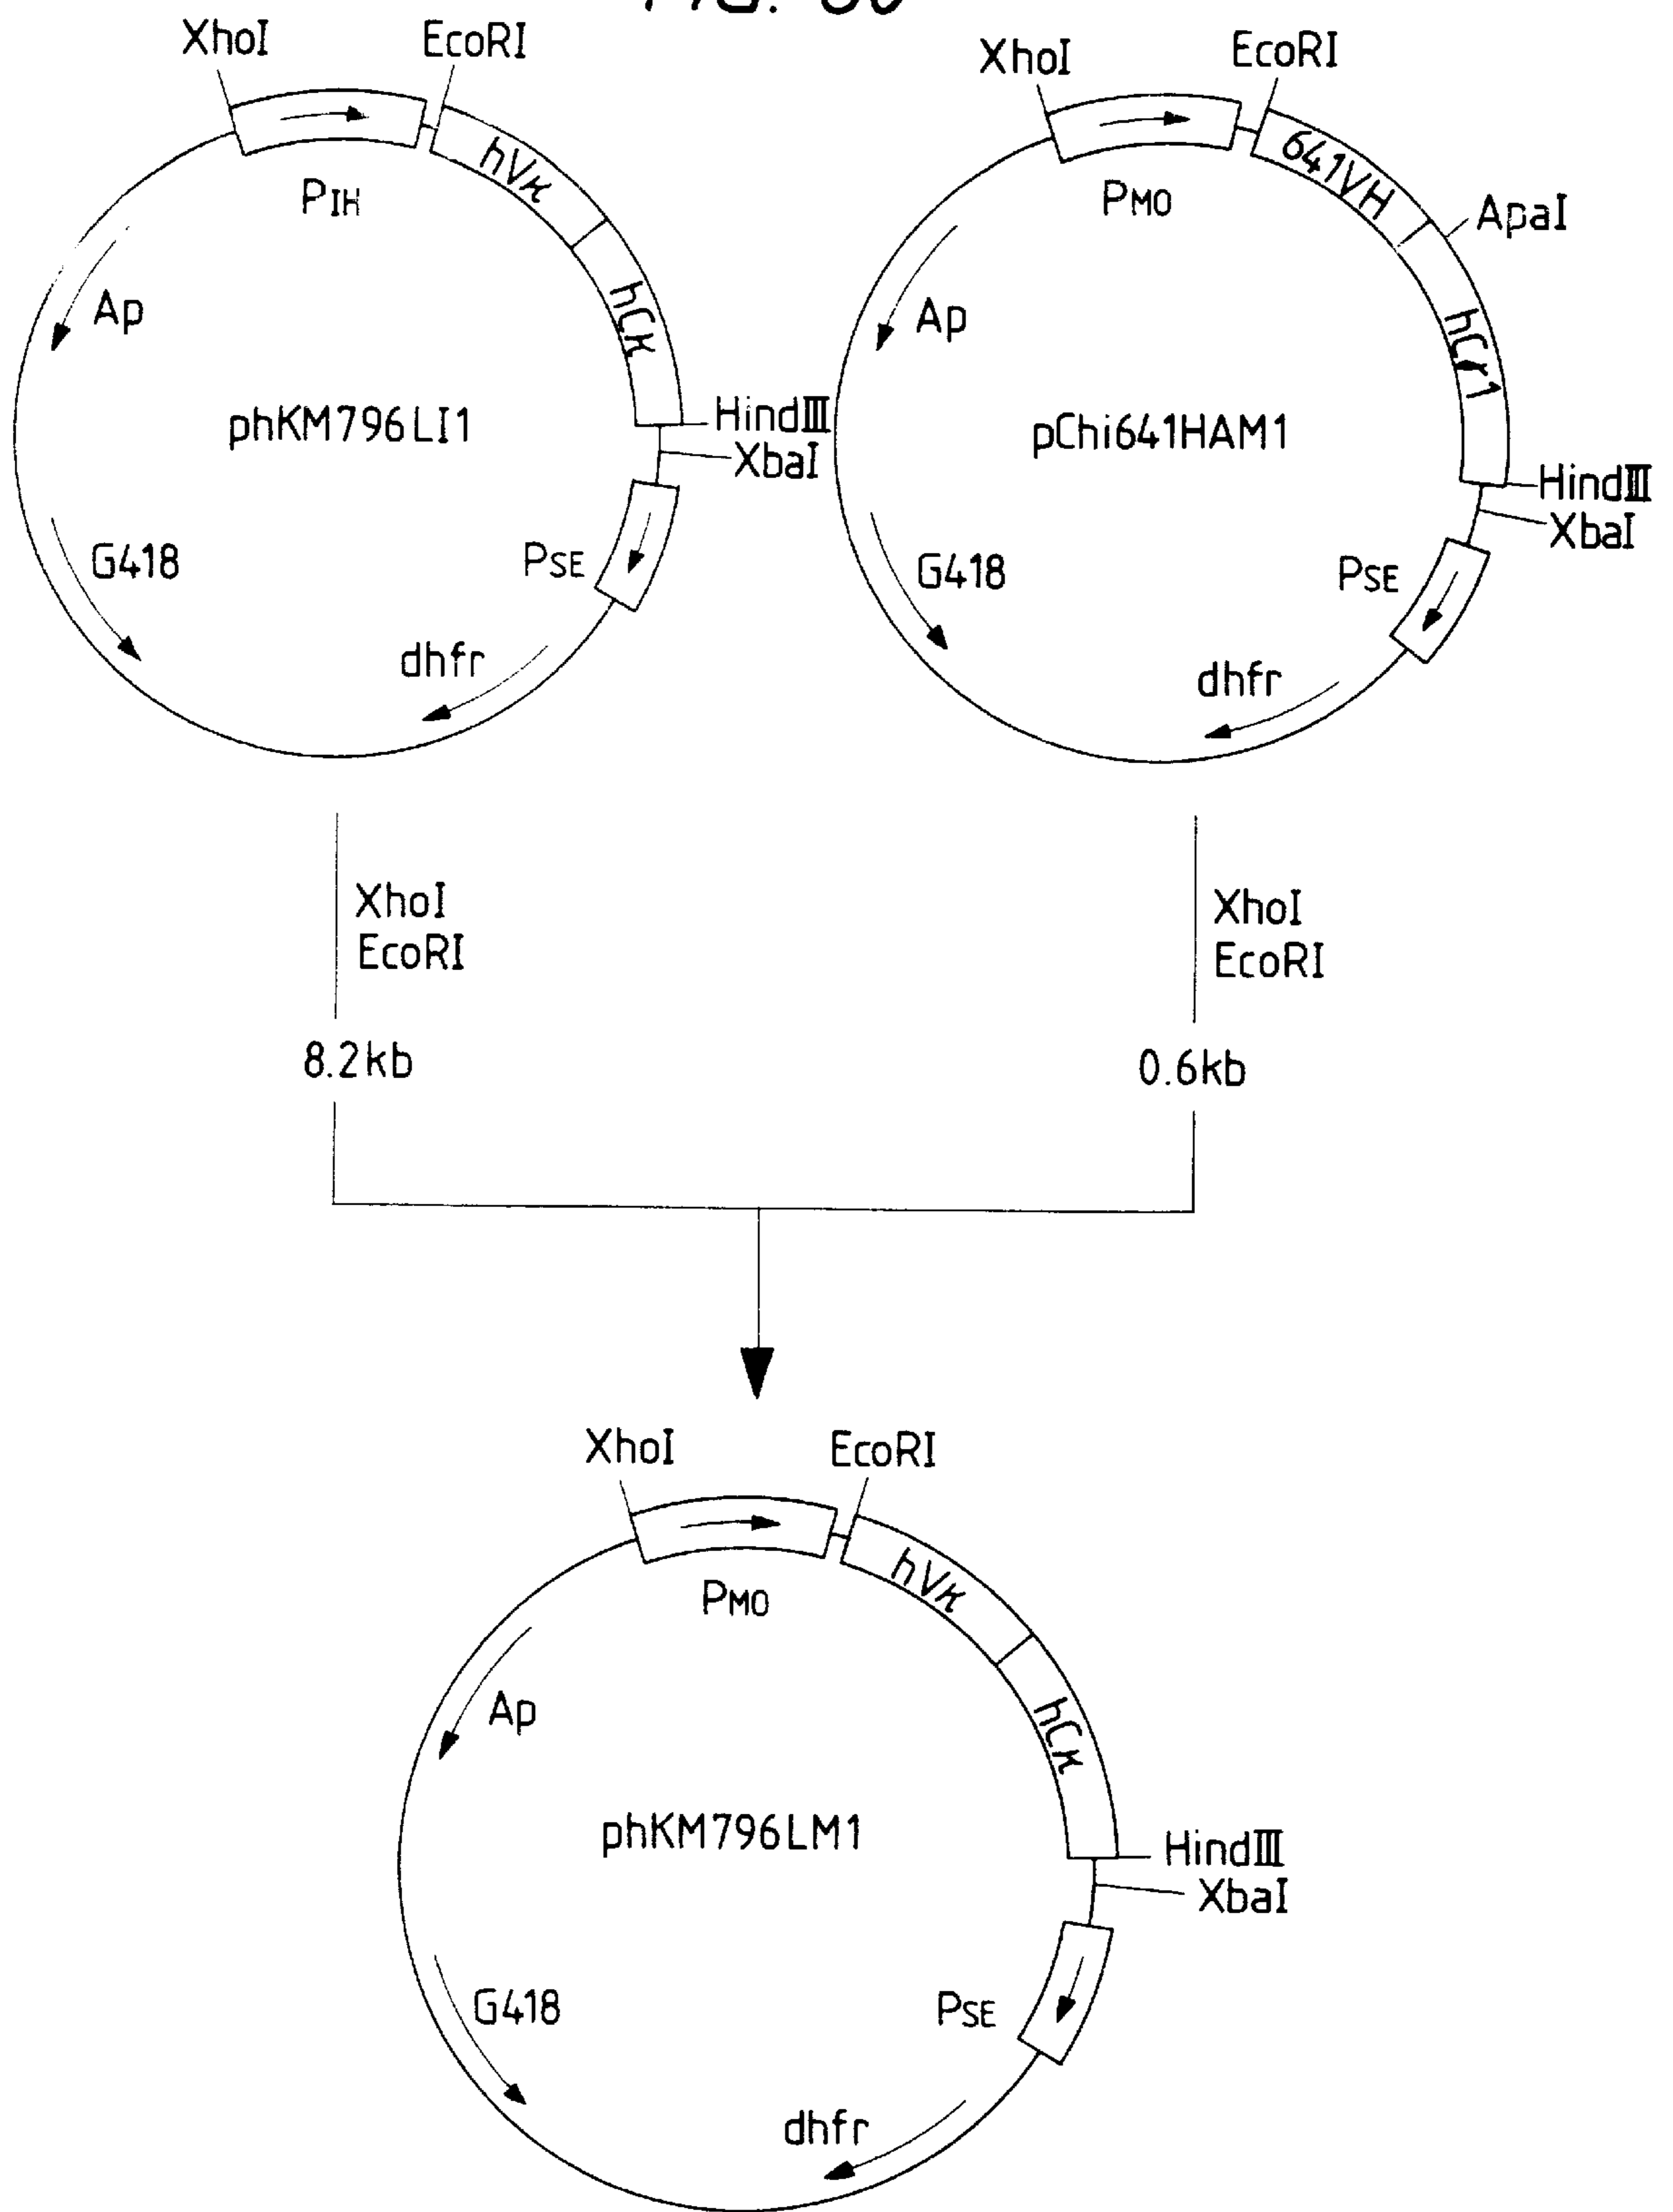 XhoI
EcoRI
PIH
hVκ
hCκ
Ap
phKM796LI1
HindIII
XbaI
G418
PSE
dhfr
XhoI
EcoRI
PMO
641VH
ApaI
hCγ1
Ap
pChi641HAM1
HindIII
XbaI
G418
PSE
dhfr
XhoI
EcoRI
8.2kb
XhoI
EcoRI
0.6kb
XhoI
EcoRI
PMO
hVκ
hCκ
Ap
phKM796LM1
HindIII
XbaI
G418
PSE
dhfr